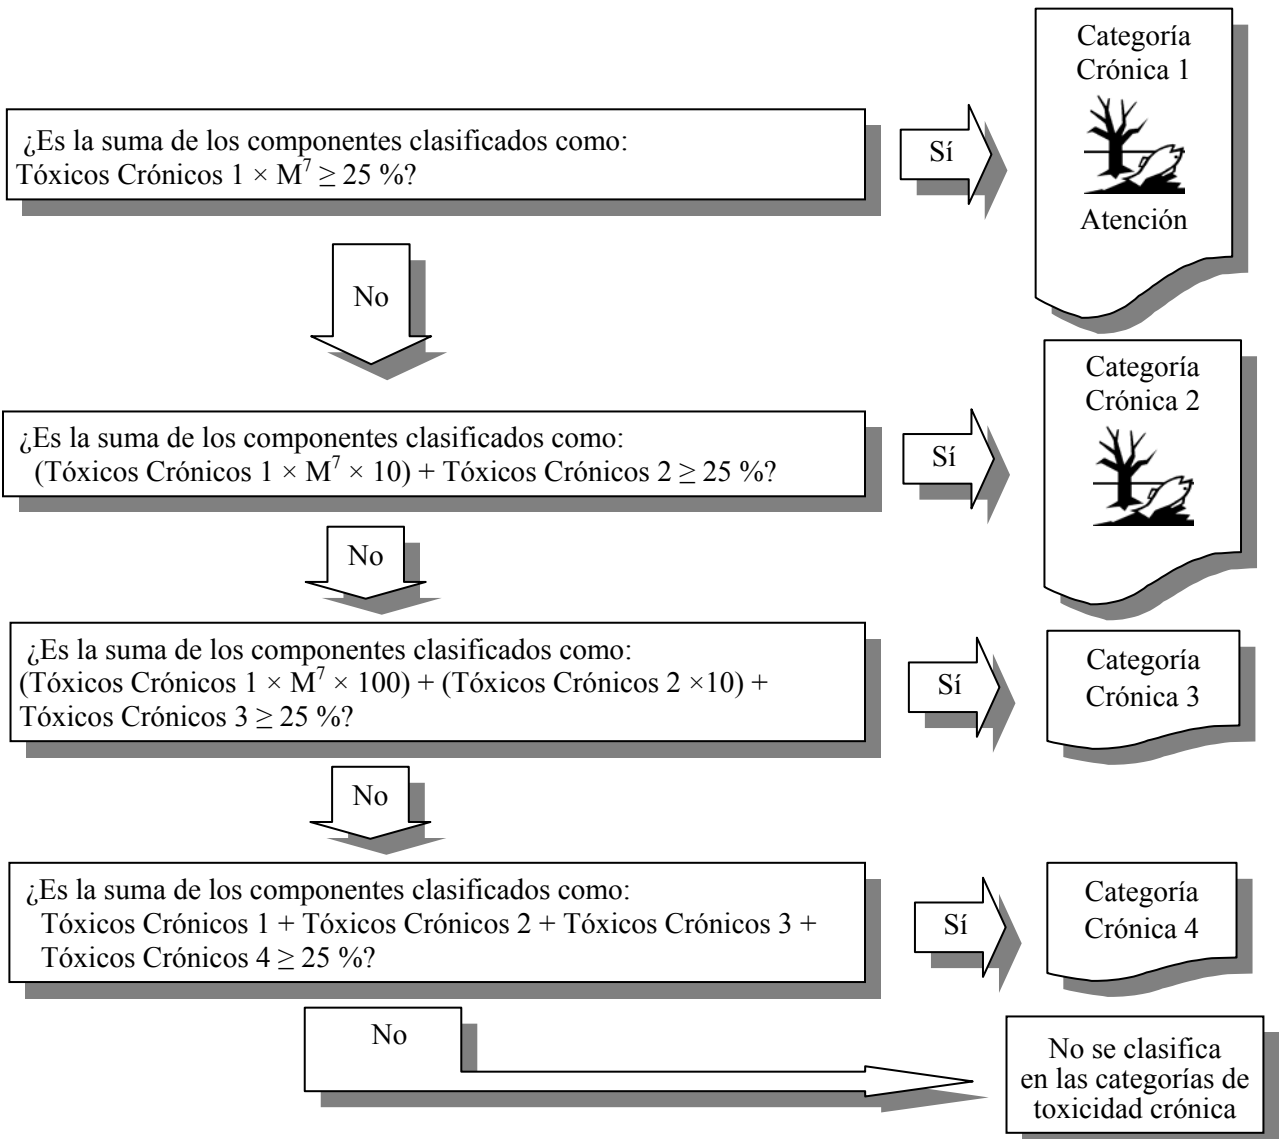 ¿Es la suma de los componentes clasificados como:
Tóxicos Crónicos 1 × M⁷ ≥ 25 %?
Sí
Categoría
Crónica 1
Atención
No
¿Es la suma de los componentes clasificados como:
(Tóxicos Crónicos 1 × M⁷ × 10) + Tóxicos Crónicos 2 ≥ 25 %?
Sí
Categoría
Crónica 2
No
¿Es la suma de los componentes clasificados como:
(Tóxicos Crónicos 1 × M⁷ × 100) + (Tóxicos Crónicos 2 ×10) +
Tóxicos Crónicos 3 ≥ 25 %?
Sí
Categoría
Crónica 3
No
¿Es la suma de los componentes clasificados como:
Tóxicos Crónicos 1 + Tóxicos Crónicos 2 + Tóxicos Crónicos 3 +
Tóxicos Crónicos 4 ≥ 25 %?
Sí
Categoría
Crónica 4
No
No se clasifica
en las categorías de
toxicidad crónica